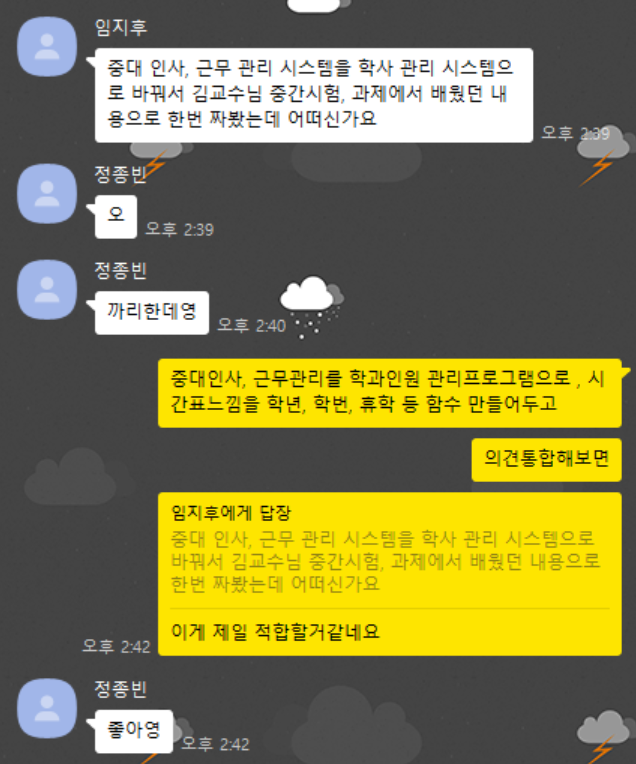 임지후
중대 인사, 근무 관리 시스템을 학사 관리 시스템으
로 바꿔서 김교수님 중간시험, 과제에서 배웠던 내
용으로 한번 짜봤는데 어떠신가요
오후 2:39
정종빈
오
오후 2:39
정종빈
까리한데영
오후 2:40
중대인사, 근무관리를 학과인원 관리프로그램으로 , 시
간표느낌을 학년, 학번, 휴학 등 함수 만들어두고
의견통합해보면
임지후에게 답장
중대 인사, 근무 관리 시스템을 학사 관리 시스템으로
바꿔서 김교수님 중간시험, 과제에서 배웠던 내용으로
한번 짜봤는데 어떠신가요
이게 제일 적합할거같네요
오후 2:42
정종빈
좋아영
오후 2:42